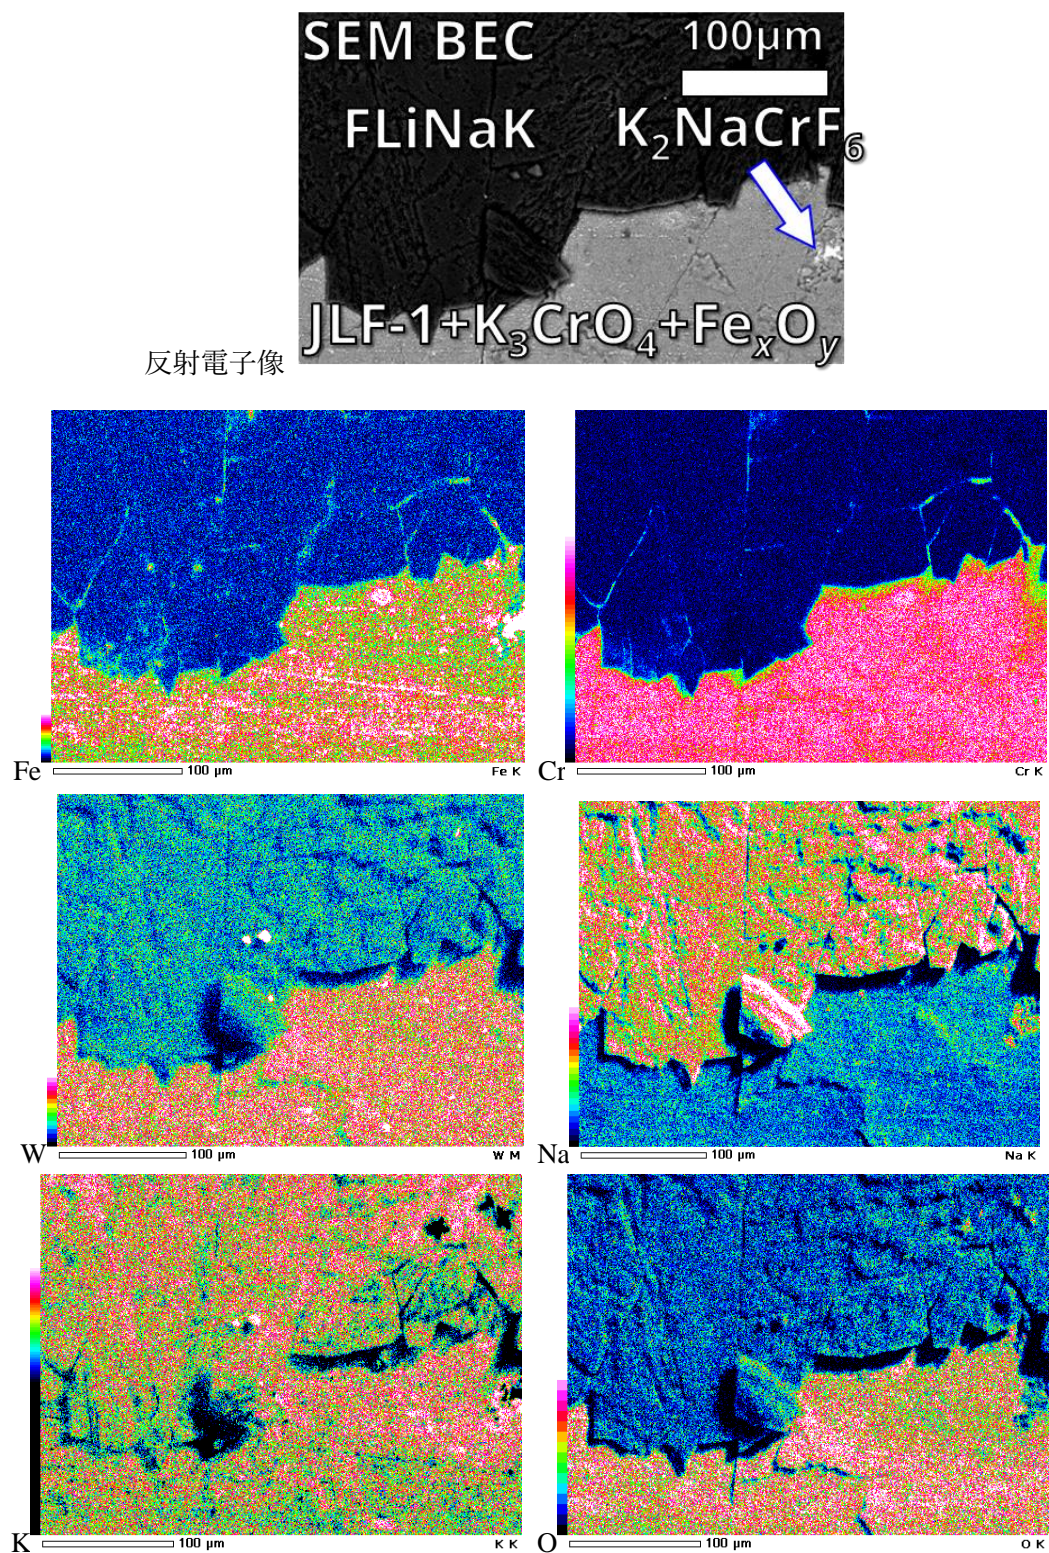 SEM BEC 100μm
FLiNaK K₂NaCrF₆
JLF-1+K₃CrO₄+FeₓOᵧ
反射電子像
Fe 100 μm Fe K
Cr 100 μm Cr K
W 100 μm W M
Na 100 μm Na K
K 100 μm K K
O 100 μm O K